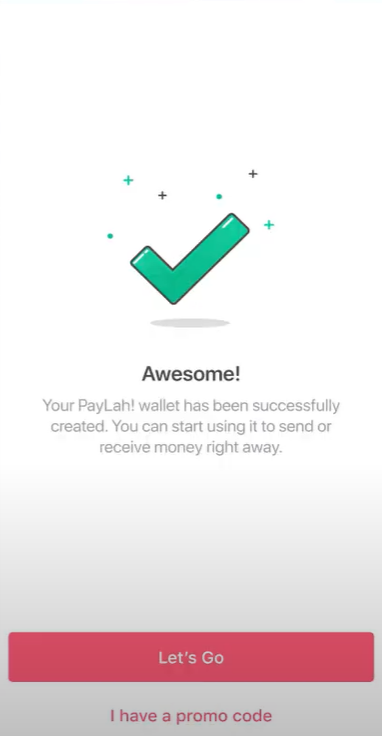 Awesome!
Your PayLah! wallet has been successfully
created. You can start using it to send or
receive money right away.
Let's Go
I have a promo code